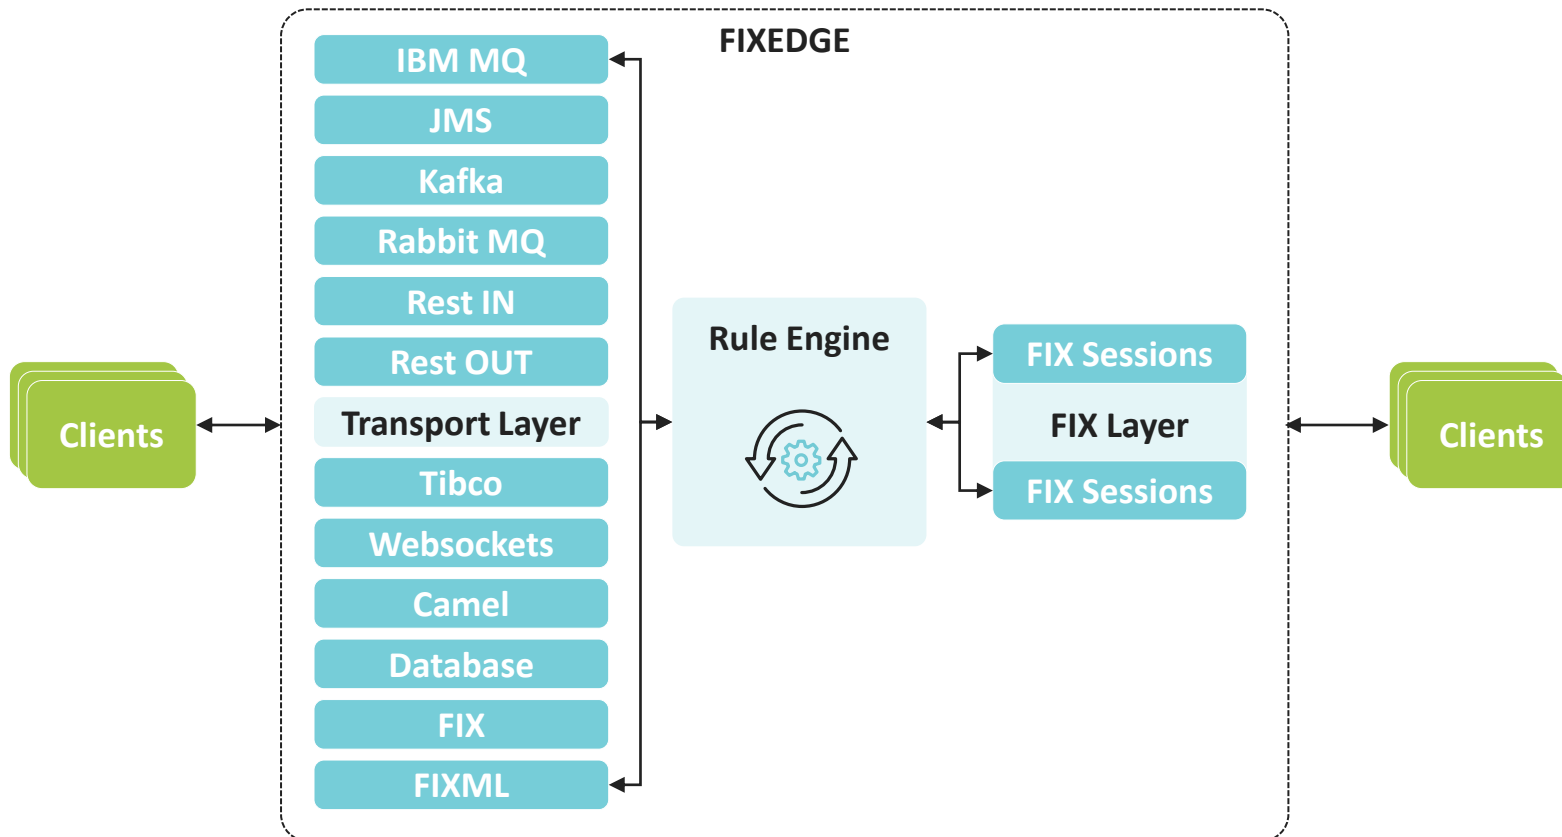 FIXEDGE
IBM MQ
JMS
Kafka
Rabbit MQ
Rest IN
Rest OUT
Transport Layer
Tibco
Websockets
Camel
Database
FIX
FIXML
Clients
Rule Engine
FIX Sessions
FIX Layer
FIX Sessions
Clients